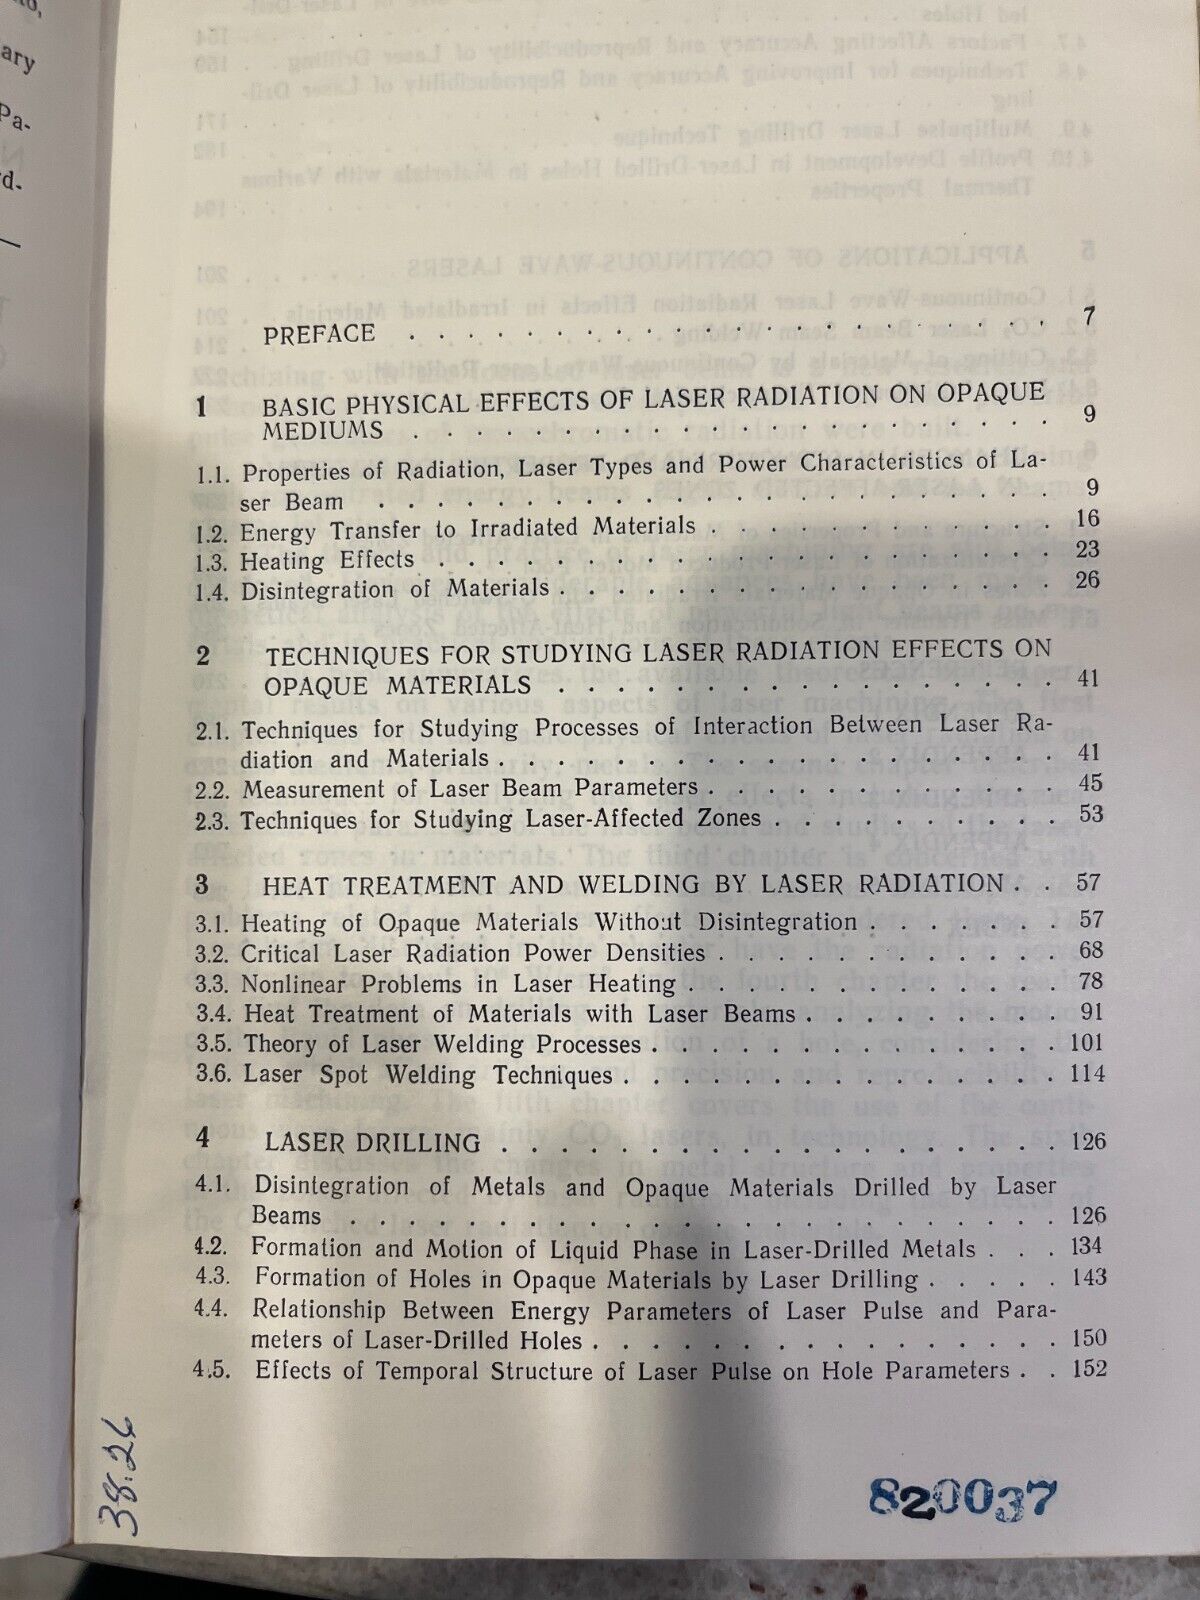 PREFACE . . . . . . . . . . . . . . . . . . . . . . 7
1 BASIC PHYSICAL EFFECTS OF LASER RADIATION ON OPAQUE
MEDIUMS . . . . . . . . . . . . . . . . . . . . . 9
1.1. Properties of Radiation, Laser Types and Power Characteristics of La-
ser Beam . . . . . . . . . . . . . . . . . . . . . . . 9
1.2. Energy Transfer to Irradiated Materials . . . . . . . . . . . . 16
1.3. Heating Effects . . . . . . . . . . . . . . . . . . . . . 23
1.4. Disintegration of Materials . . . . . . . . . . . . . . . . . 26
2 TECHNIQUES FOR STUDYING LASER RADIATION EFFECTS ON
OPAQUE MATERIALS . . . . . . . . . . . . . . . . . 41
2.1. Techniques for Studying Processes of Interaction Between Laser Ra-
diation and Materials . . . . . . . . . . . . . . . . . . . 41
2.2. Measurement of Laser Beam Parameters . . . . . . . . . . . . 45
2.3. Techniques for Studying Laser-Affected Zones . . . . . . . . . . 53
3 HEAT TREATMENT AND WELDING BY LASER RADIATION . . 57
3.1. Heating of Opaque Materials Without Disintegration . . . . . . . 57
3.2. Critical Laser Radiation Power Densities . . . . . . . . . . . . 68
3.3. Nonlinear Problems in Laser Heating . . . . . . . . . . . . . 78
3.4. Heat Treatment of Materials with Laser Beams . . . . . . . . . 91
3.5. Theory of Laser Welding Processes . . . . . . . . . . . . . . 101
3.6. Laser Spot Welding Techniques . . . . . . . . . . . . . . . 114
4 LASER DRILLING . . . . . . . . . . . . . . . . . . . 126
4.1. Disintegration of Metals and Opaque Materials Drilled by Laser
Beams . . . . . . . . . . . . . . . . . . . . . . . . 126
4.2. Formation and Motion of Liquid Phase in Laser-Drilled Metals . . . 134
4.3. Formation of Holes in Opaque Materials by Laser Drilling . . . . . 143
4.4. Relationship Between Energy Parameters of Laser Pulse and Para-
meters of Laser-Drilled Holes . . . . . . . . . . . . . . . . 150
4.5. Effects of Temporal Structure of Laser Pulse on Hole Parameters . . 152
38.26
820037